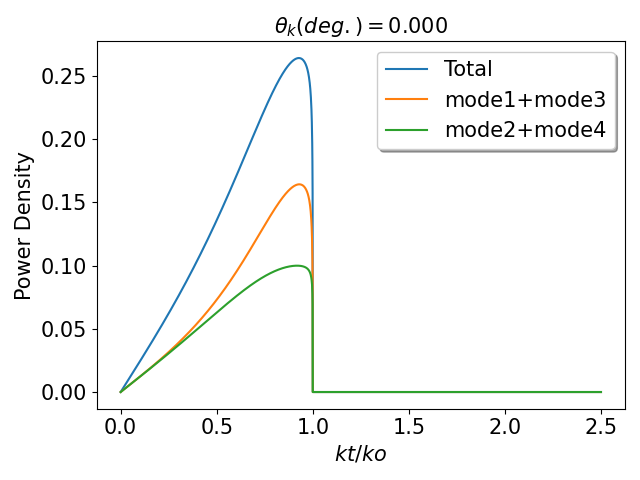 θk(deg.) = 0.000
Total
mode1+mode3
mode2+mode4
Power Density
0.25
0.20
0.15
0.10
0.05
0.00
0.0 0.5 1.0 1.5 2.0 2.5
kt/ko